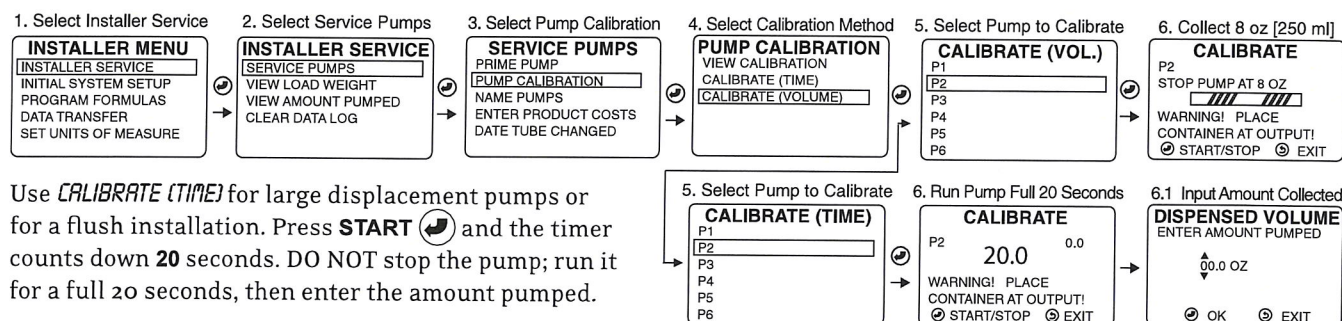 1. Select Installer Service
INSTALLER MENU
INSTALLER SERVICE
INITIAL SYSTEM SETUP
PROGRAM FORMULAS
DATA TRANSFER
SET UNITS OF MEASURE
2. Select Service Pumps
INSTALLER SERVICE
SERVICE PUMPS
VIEW LOAD WEIGHT
VIEW AMOUNT PUMPED
CLEAR DATA LOG
3. Select Pump Calibration
SERVICE PUMPS
PRIME PUMP
PUMP CALIBRATION
NAME PUMPS
ENTER PRODUCT COSTS
DATE TUBE CHANGED
4. Select Calibration Method
PUMP CALIBRATION
VIEW CALIBRATION
CALIBRATE (TIME)
CALIBRATE (VOLUME)
5. Select Pump to Calibrate
CALIBRATE (VOL.)
P1
P2
P3
P4
P5
P6
6. Collect 8 oz [250 ml]
CALIBRATE
P2
STOP PUMP AT 8 OZ
WARNING! PLACE
CONTAINER AT OUTPUT!
START/STOP EXIT
Use CALIBRATE (TIME) for large displacement pumps or
for a flush installation. Press START and the timer
counts down 20 seconds. DO NOT stop the pump; run it
for a full 20 seconds, then enter the amount pumped.
5. Select Pump to Calibrate
CALIBRATE (TIME)
P1
P2
P3
P4
P5
P6
6. Run Pump Full 20 Seconds
CALIBRATE
P2 20.0 0.0
WARNING! PLACE
CONTAINER AT OUTPUT!
START/STOP EXIT
6.1 Input Amount Collected
DISPENSED VOLUME
ENTER AMOUNT PUMPED
00.0 OZ
OK EXIT